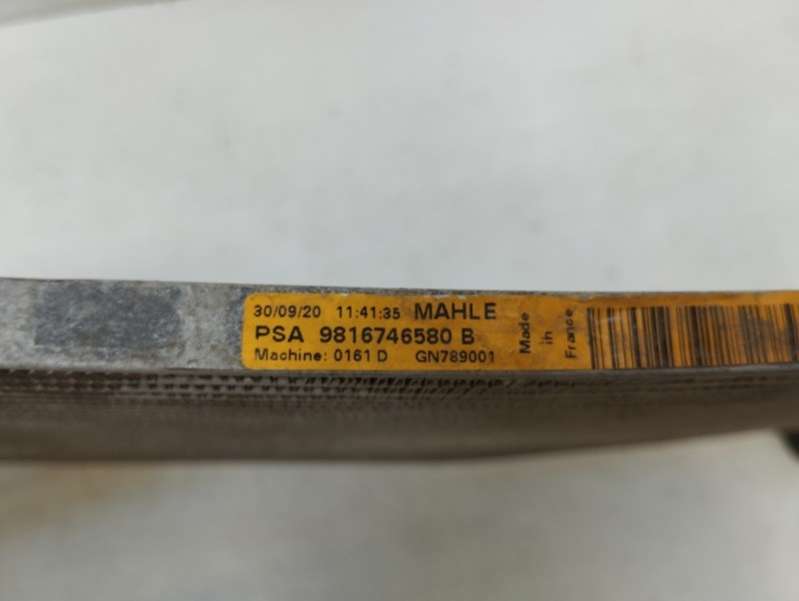 30/09/20 11:41:35 MAHLE
PSA 9816746580 B
Machine: 0161 D GN789001
Made
in
France